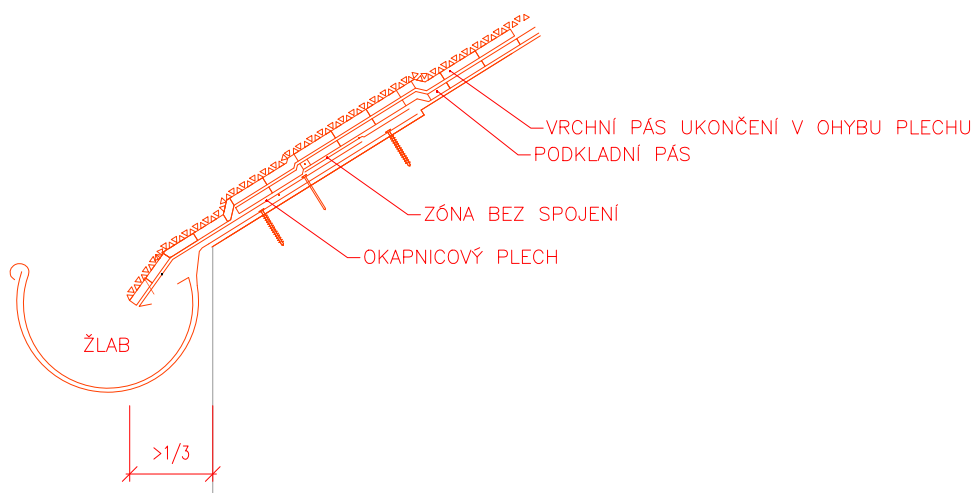 VRCHNÍ PÁS UKONČENÍ V OHYBU PLECHU
PODKLADNÍ PÁS
ZÓNA BEZ SPOJENÍ
OKAPNICOVÝ PLECH
ŽLAB
>1/3